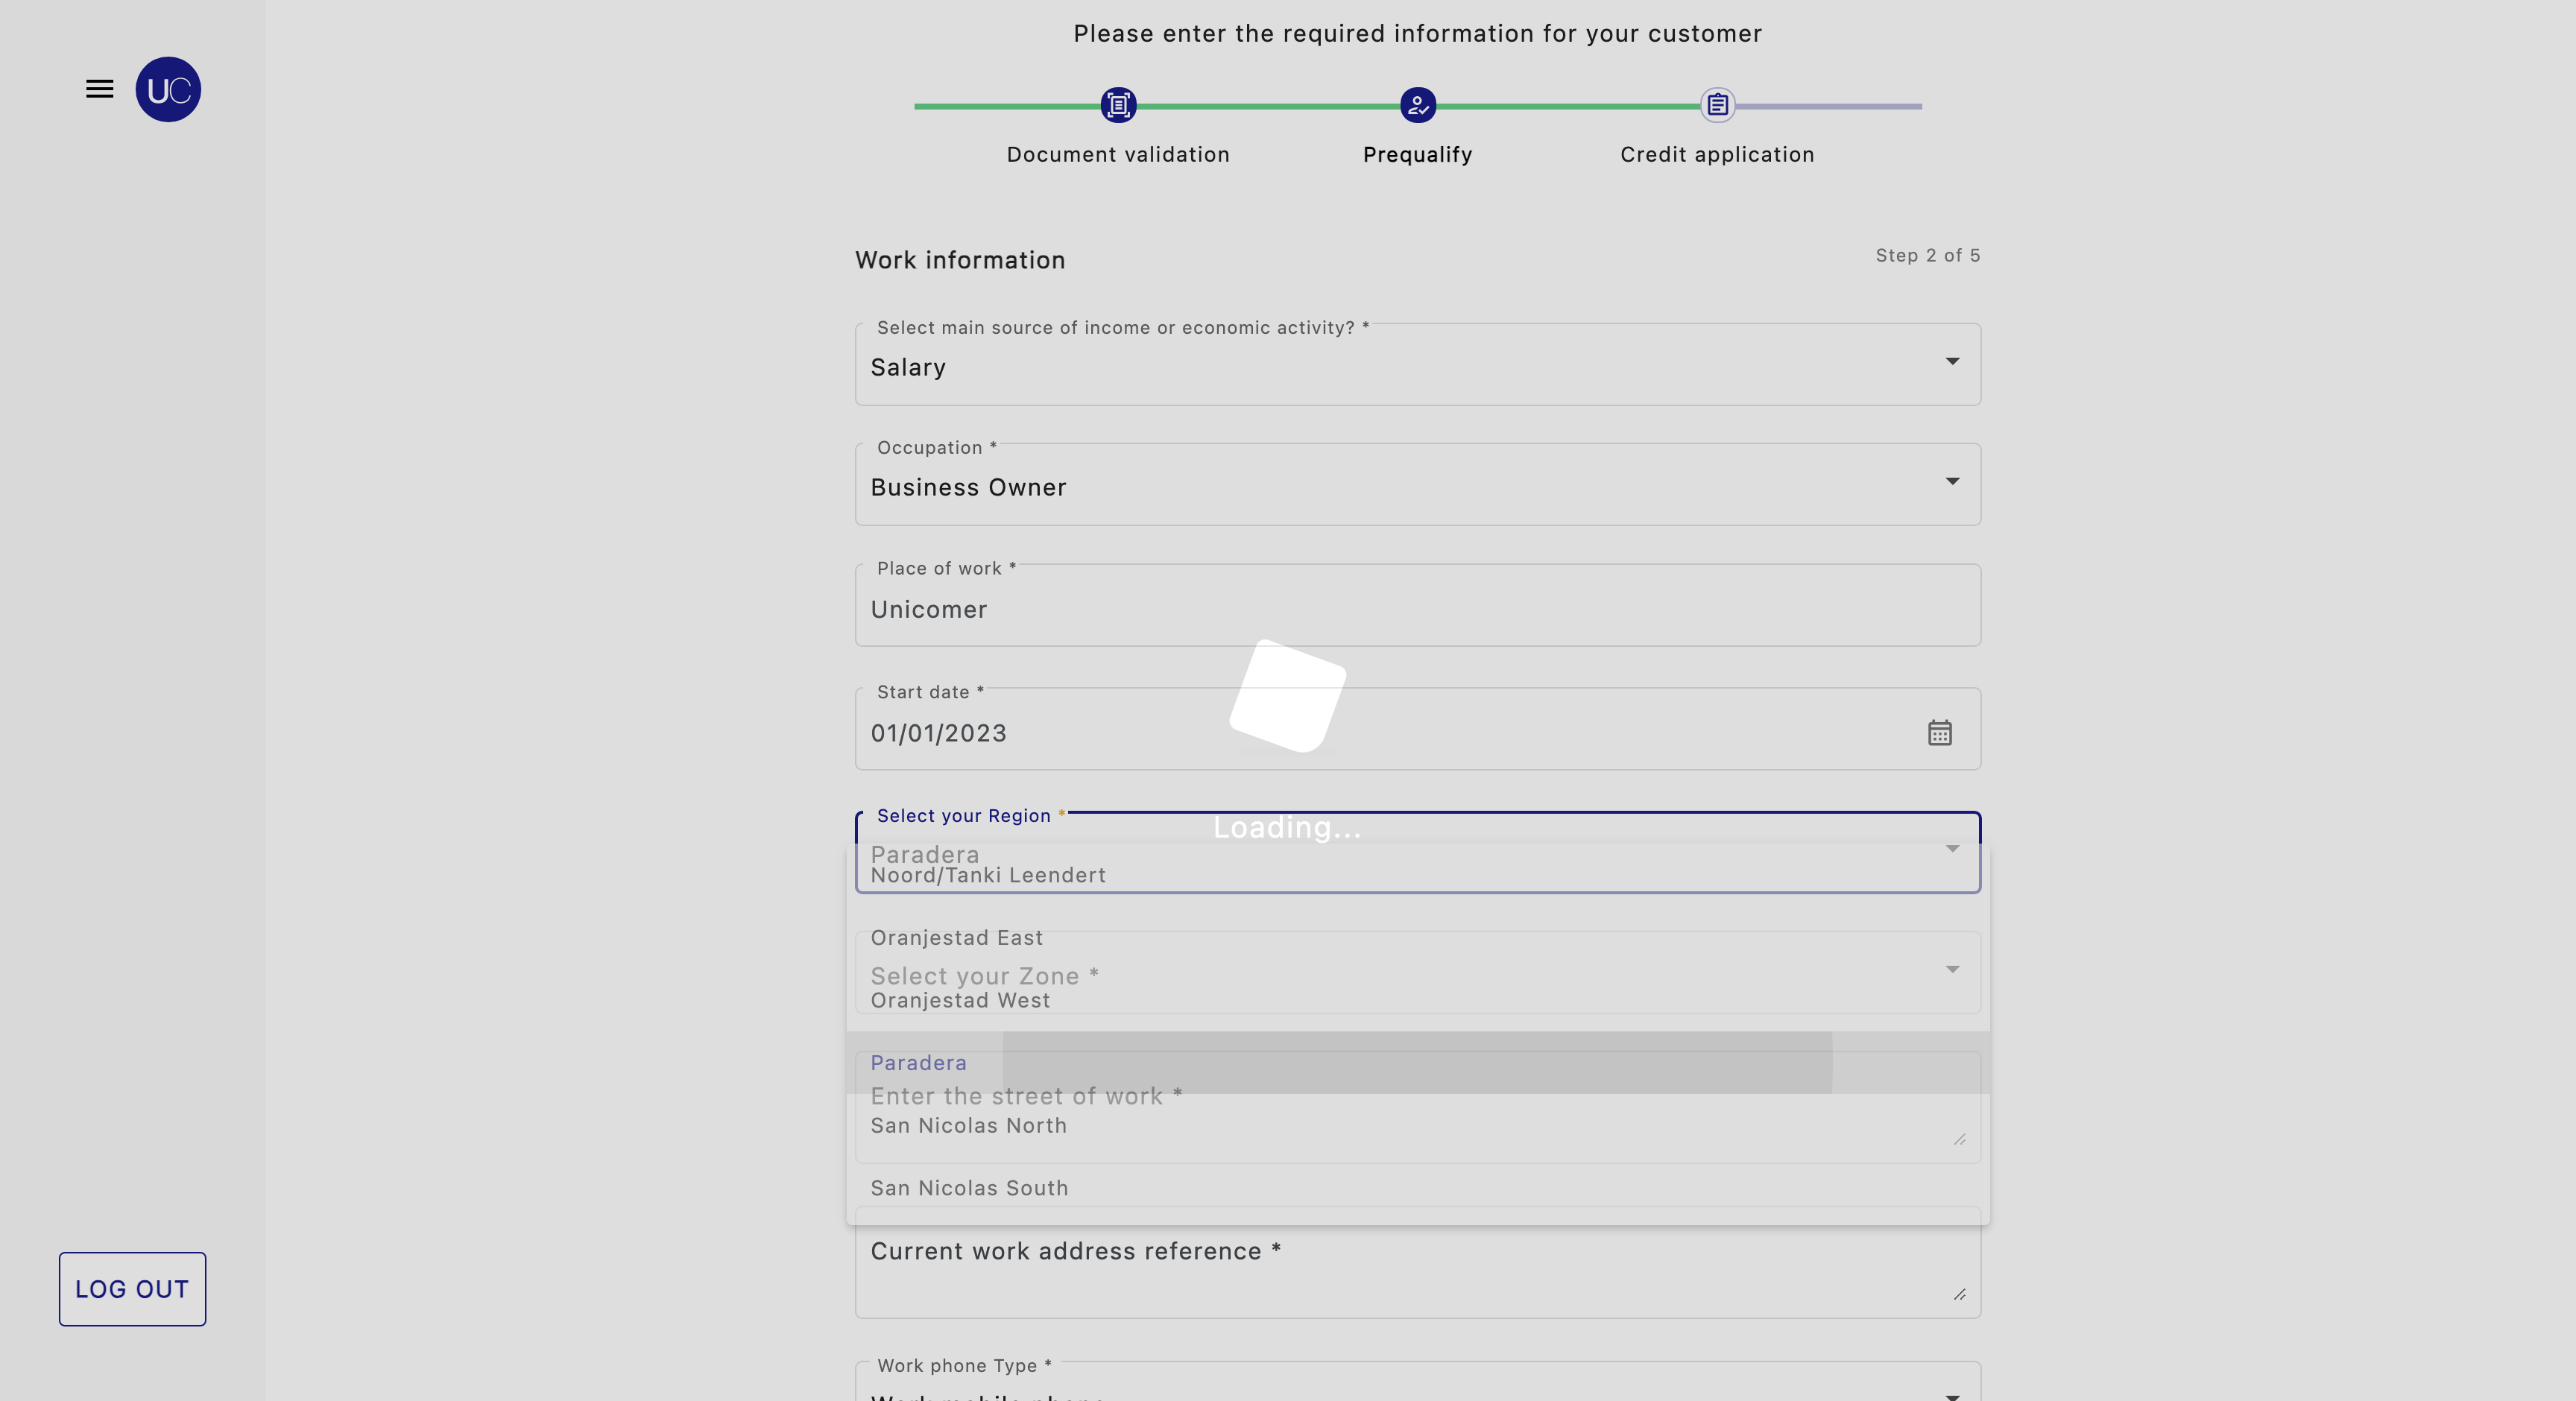 Please enter the required information for your customer
UC
Document validation
Prequalify
Credit application
Work information
Step 2 of 5
Select main source of income or economic activity? *
Salary
Occupation *
Business Owner
Place of work *
Unicomer
Start date *
01/01/2023
Select your Region *
Loading...
Paradera
Noord/Tanki Leendert
Oranjestad East
Select your Zone *
Oranjestad West
Paradera
Enter the street of work *
San Nicolas North
San Nicolas South
Current work address reference *
LOG OUT
Work phone Type *
Work mobile phone